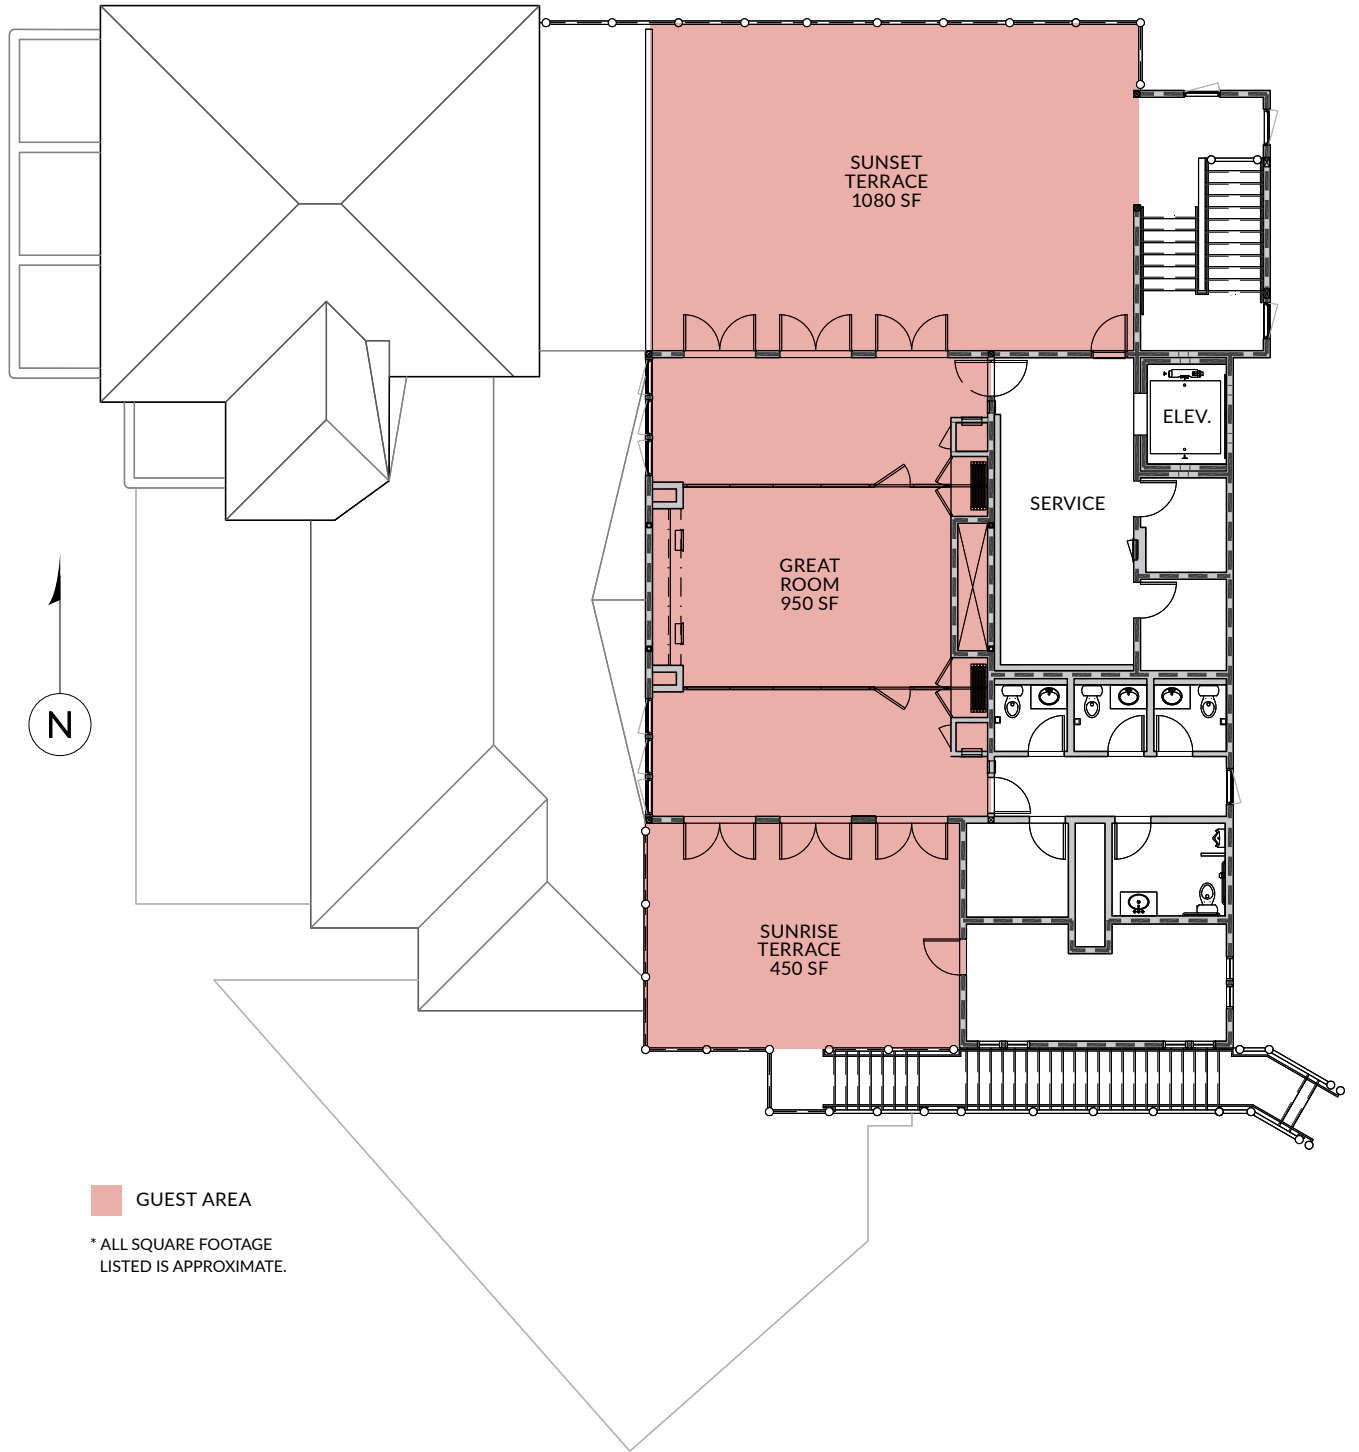 SUNSET
TERRACE
1080 SF
ELEV.
SERVICE
GREAT
ROOM
950 SF
N
SUNRISE
TERRACE
450 SF
GUEST AREA
* ALL SQUARE FOOTAGE
LISTED IS APPROXIMATE.